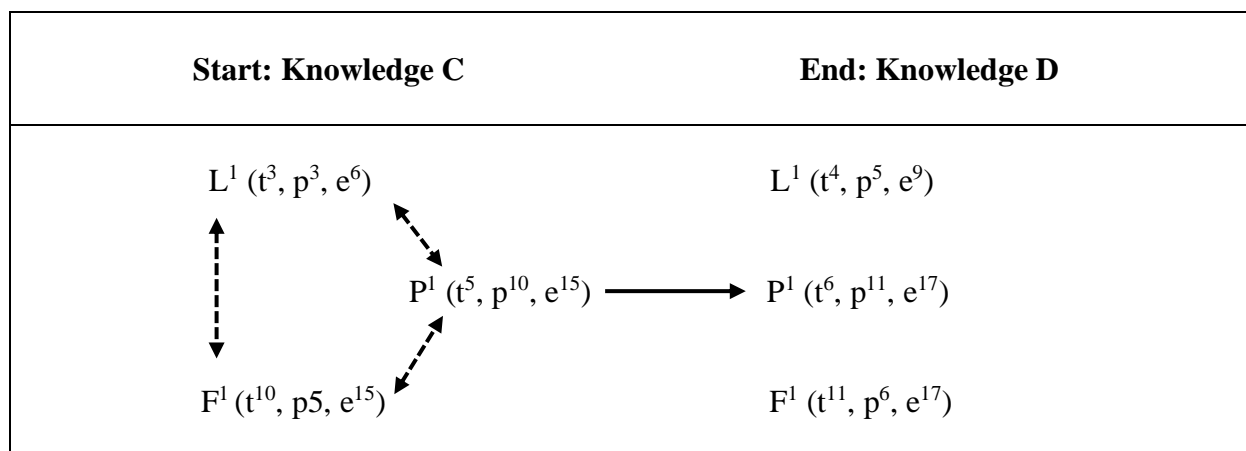 Start: Knowledge C End: Knowledge D
L¹ (t³, p³, e⁶) L¹ (t⁴, p⁵, e⁹)
P¹ (t⁵, p¹⁰, e¹⁵) P¹ (t⁶, p¹¹, e¹⁷)
F¹ (t¹⁰, p5, e¹⁵) F¹ (t¹¹, p⁶, e¹⁷)